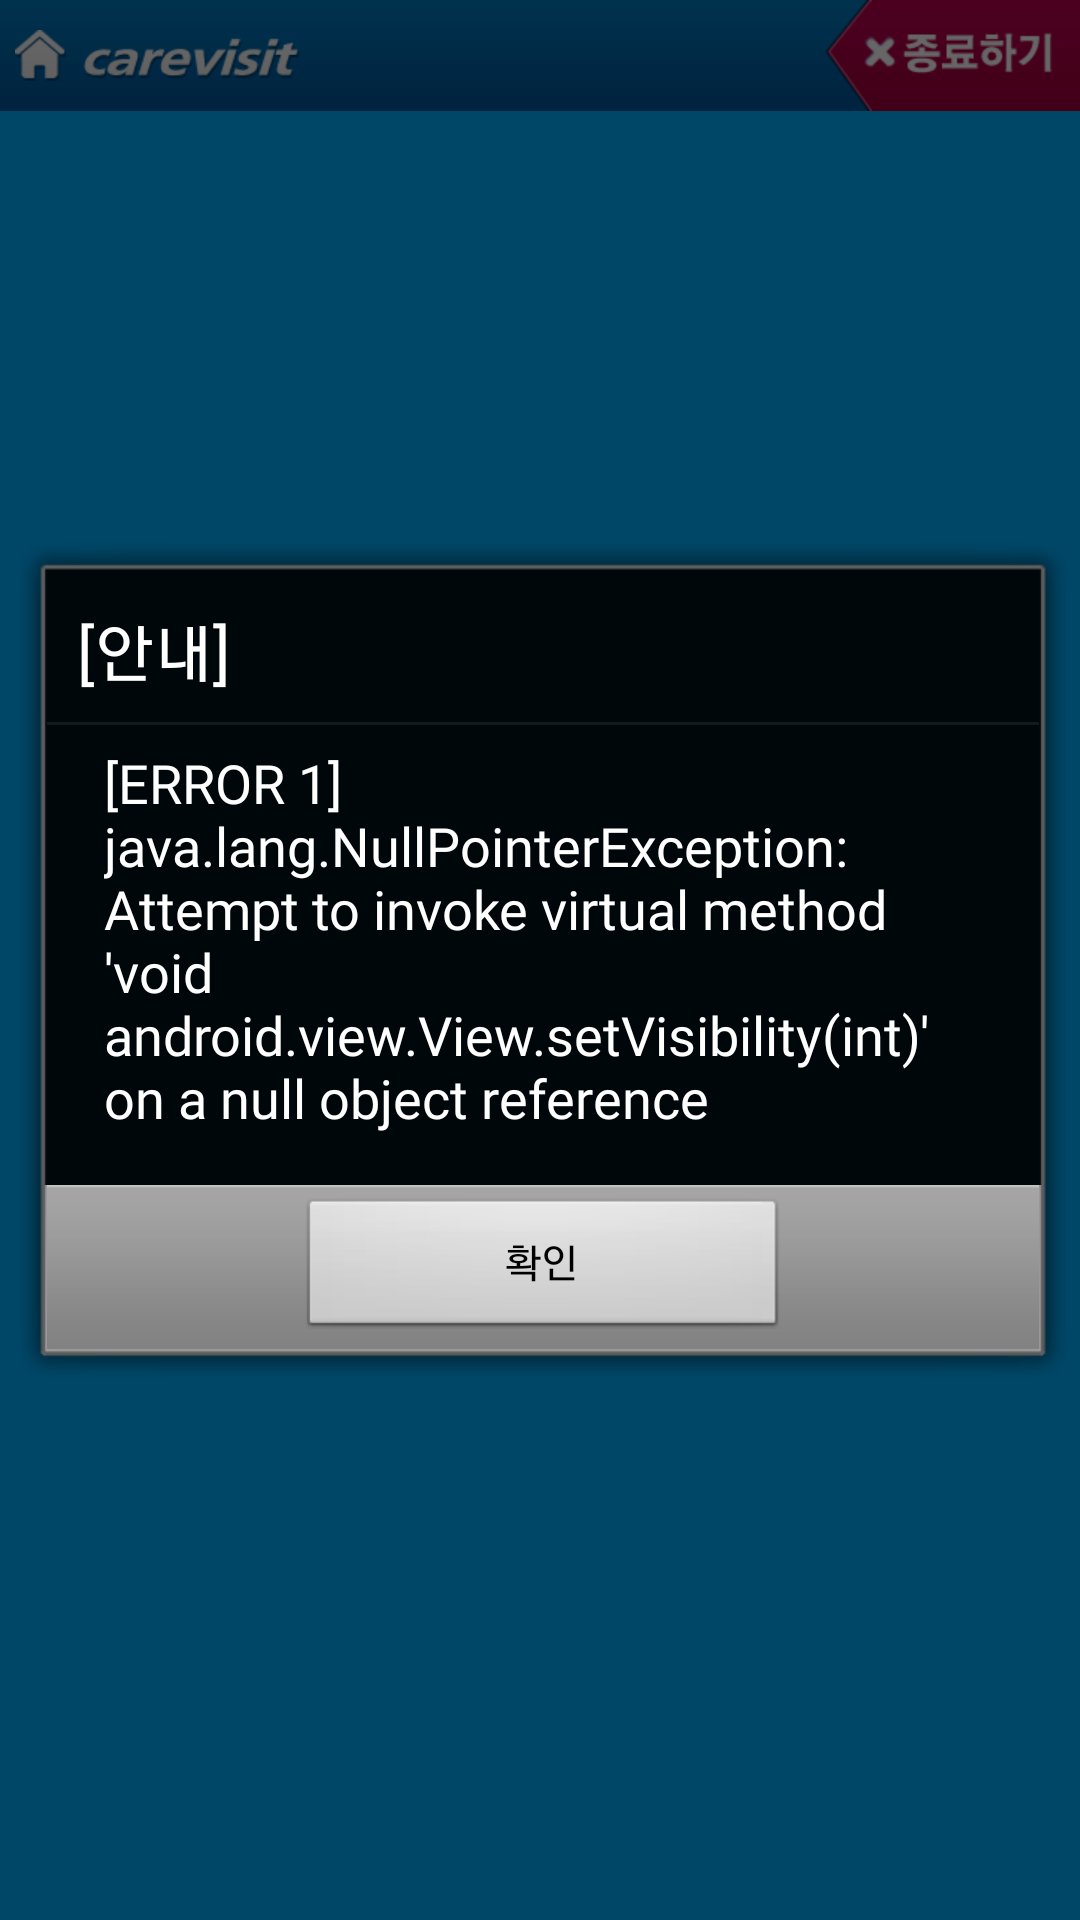 carevisit
종료하기
[안내]
[ERROR 1]
java.lang.NullPointerException:
Attempt to invoke virtual method
'void
android.view.View.setVisibility(int)'
on a null object reference
확인